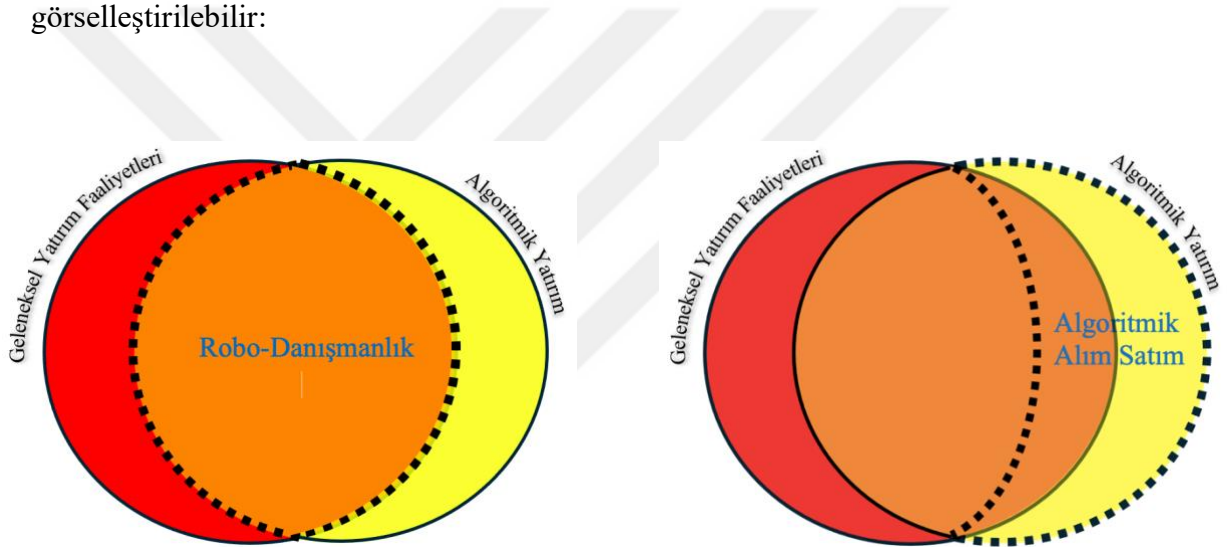 görselleştirilebilir:
Geleneksel Yatırım Faaliyetleri
Algoritmik Yatırım
Robo-Danışmanlık
Geleneksel Yatırım Faaliyetleri
Algoritmik Yatırım
Algoritmik
Alım Satım